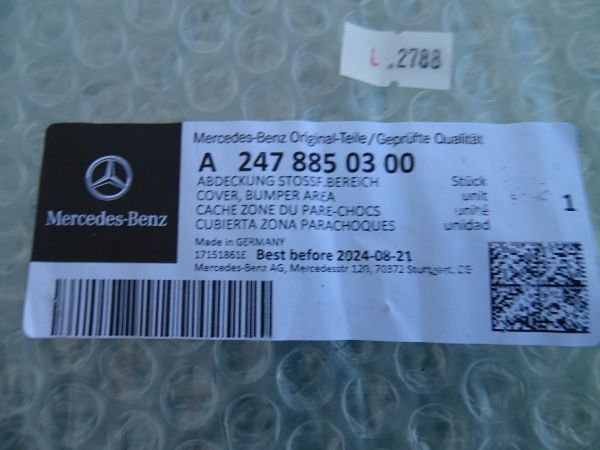 L .2788
Mercedes-Benz Original-Teile/Geprüfte Qualität
A 247 885 03 00
ABDECKUNG STOSSF.BEREICH Stück
COVER, BUMPER AREA unit 1
CACHE ZONE DU PARE-CHOCS unité
CUBIERTA ZONA PARACHOQUES unidad
Mercedes-Benz
Made in GERMANY
17151861E Best before 2024-08-21
Mercedes-Benz AG, Mercedesstr 120, 70372 Stuttgart, DE